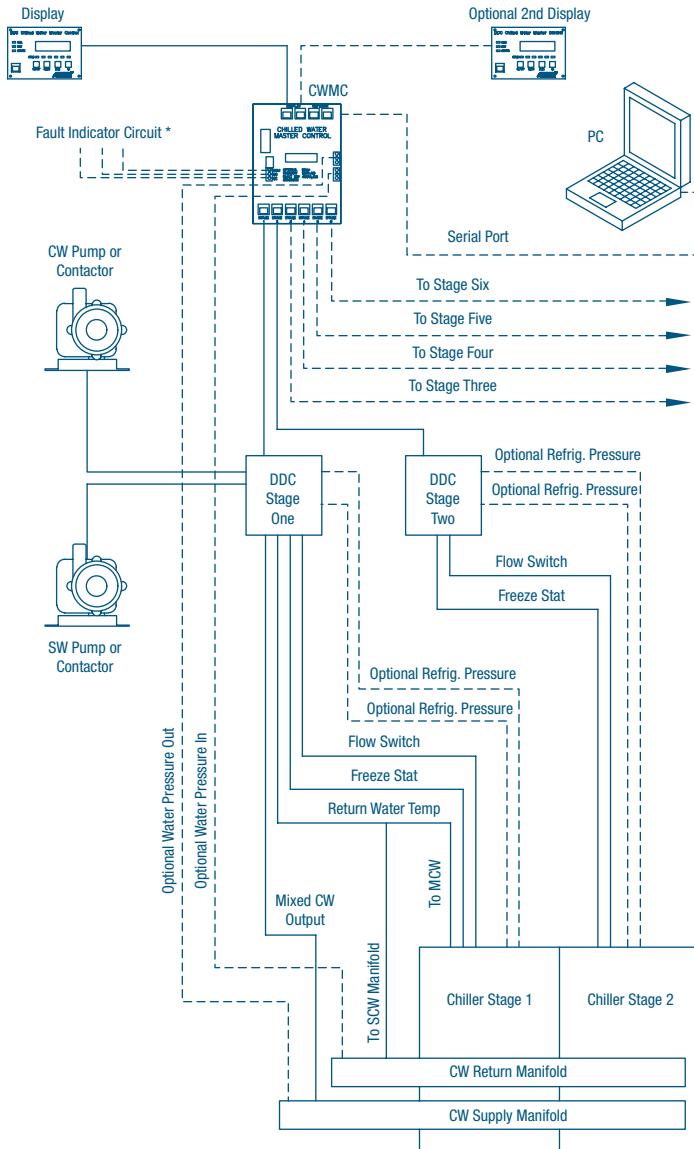 Display
Optional 2nd Display
CWMC
Fault Indicator Circuit *
CHILLED WATER
MASTER CONTROL
PC
Serial Port
CW Pump or
Contactor
To Stage Six
To Stage Five
To Stage Four
To Stage Three
DDC
Stage
One
DDC
Stage
Two
Optional Refrig. Pressure
Optional Refrig. Pressure
Flow Switch
Freeze Stat
SW Pump or
Contactor
Optional Refrig. Pressure
Optional Refrig. Pressure
Flow Switch
Freeze Stat
Return Water Temp
Optional Water Pressure Out
Optional Water Pressure In
To MCW
Mixed CW
Output
To SCW Manifold
Chiller Stage 1
Chiller Stage 2
CW Return Manifold
CW Supply Manifold